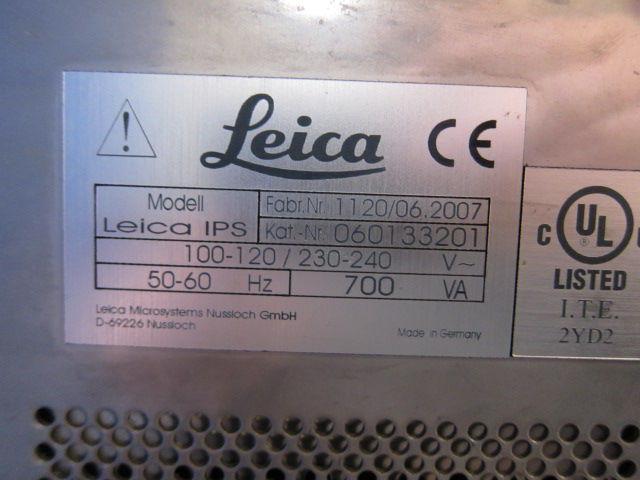 Leica CE
Modell
Leica IPS
Fabr.Nr. 1120/06.2007
Kat.-Nr. 060133201
100-120 / 230-240 V~
50-60 Hz 700 VA
Leica Microsystems Nussloch GmbH
D-69226 Nussloch
Made in Germany
C UL ®
LISTED
I.T.E.
2YD2